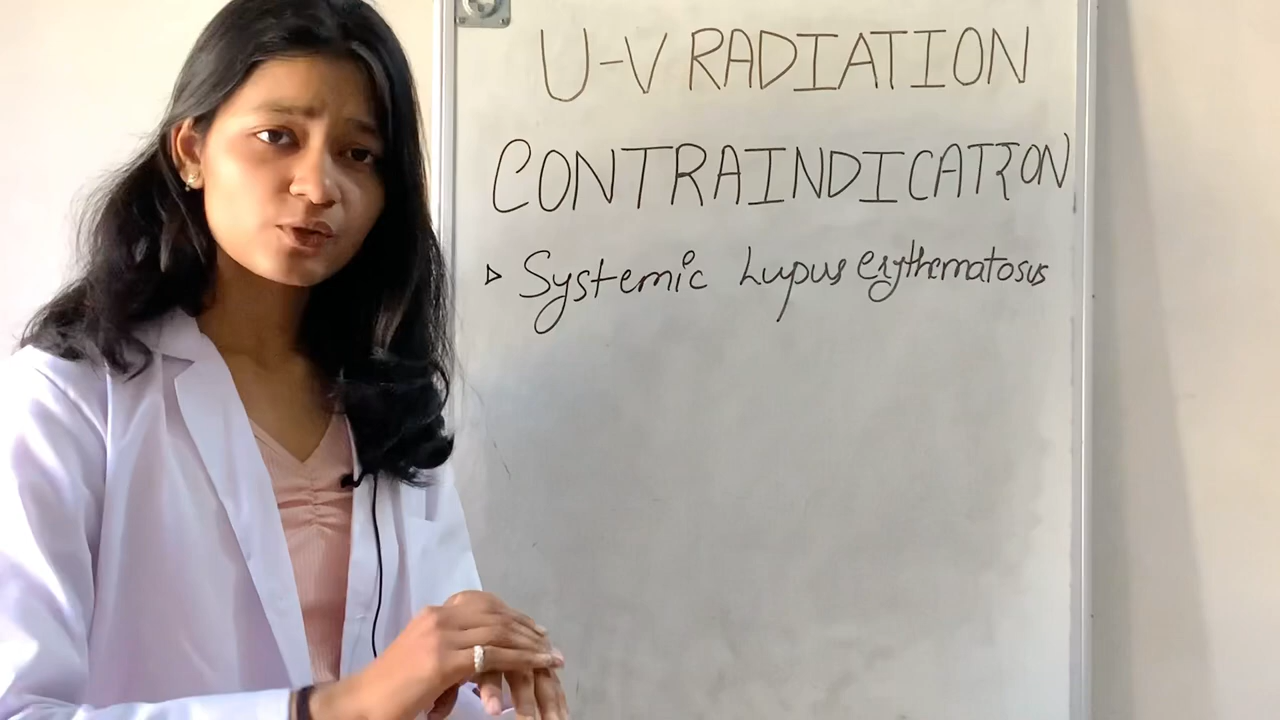 U-V RADIATION
CONTRAINDICATION
▷ Systemic Lupus erythematosus